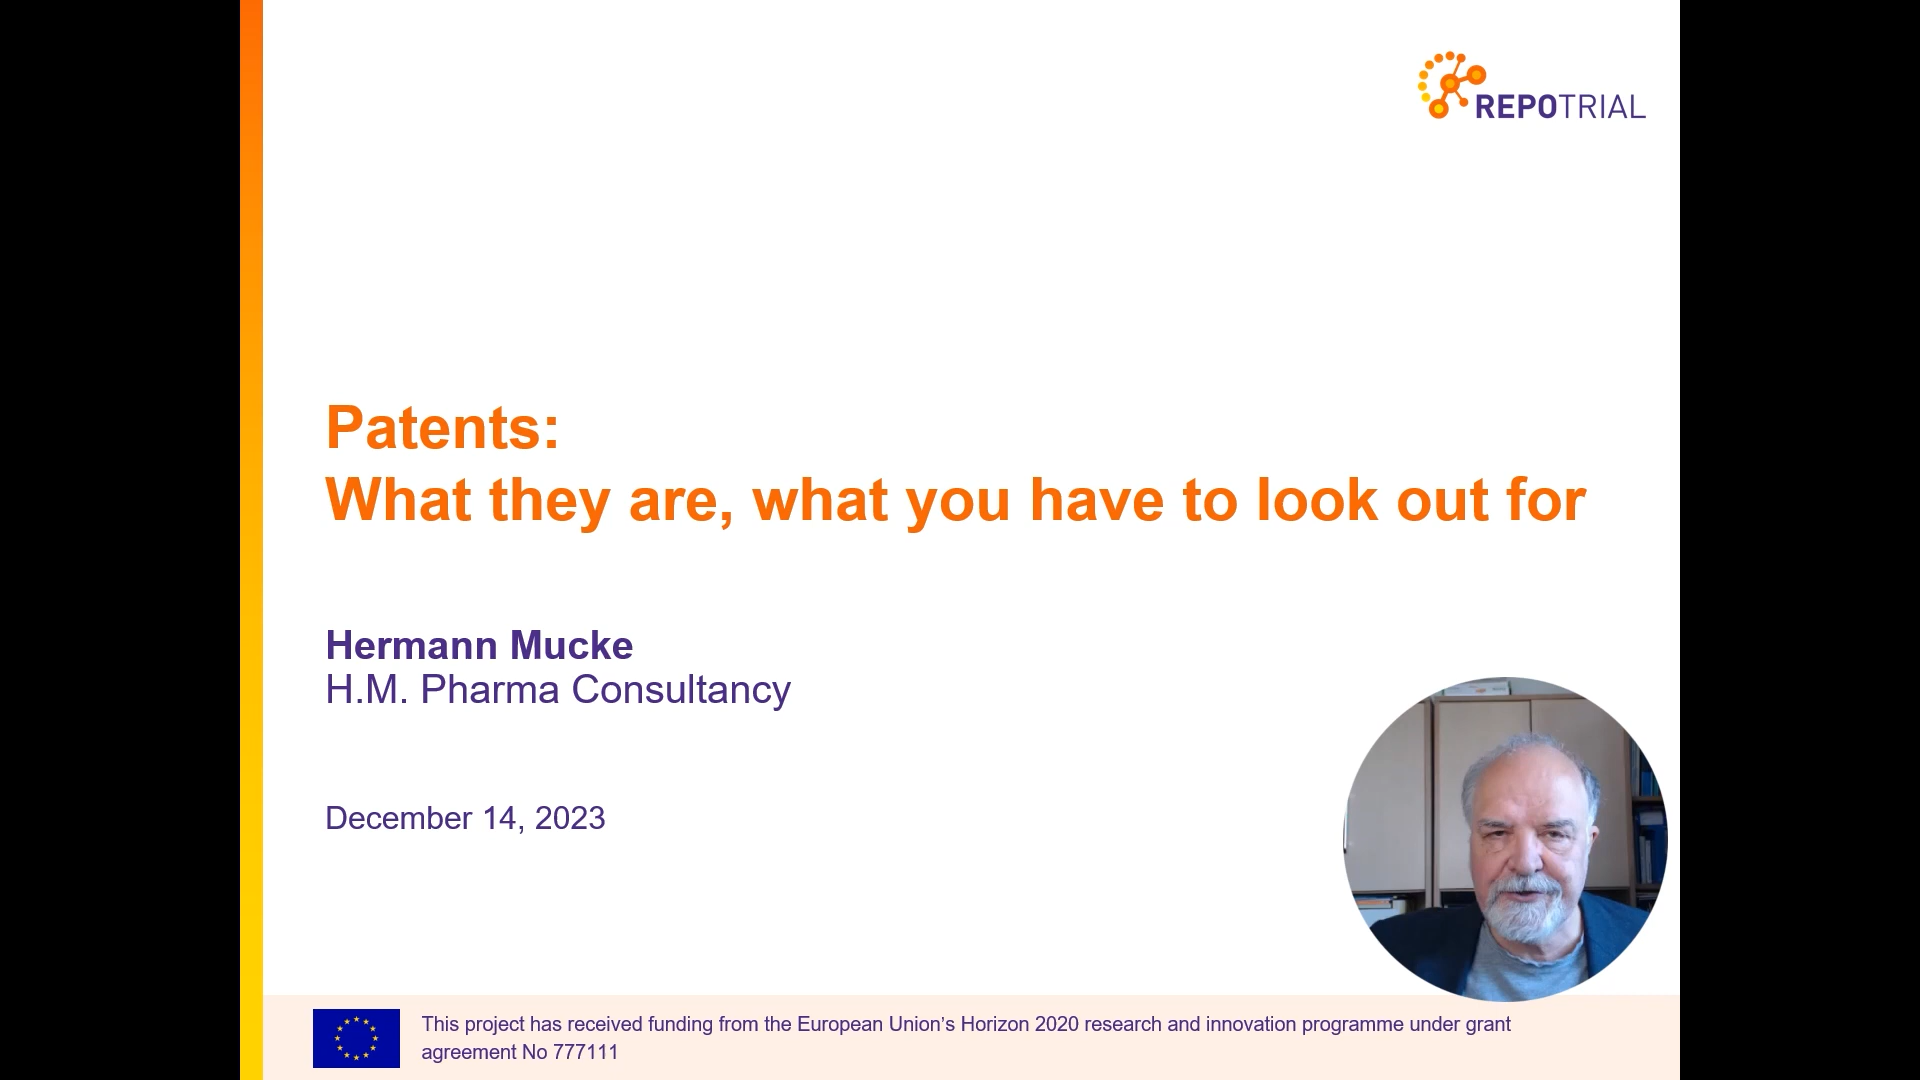 REPOTRIAL
Patents:
What they are, what you have to look out for
Hermann Mucke
H.M. Pharma Consultancy
December 14, 2023
This project has received funding from the European Union’s Horizon 2020 research and innovation programme under grant
agreement No 777111